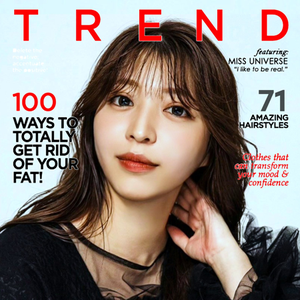 TREND
featuring:
MISS UNIVERSE
"I like to be real."
100
WAYS TO
TOTALLY
GET RID
OF YOUR
FAT!
71
AMAZING
HAIRSTYLES
Clothes that
can transform
your mood &
confidence